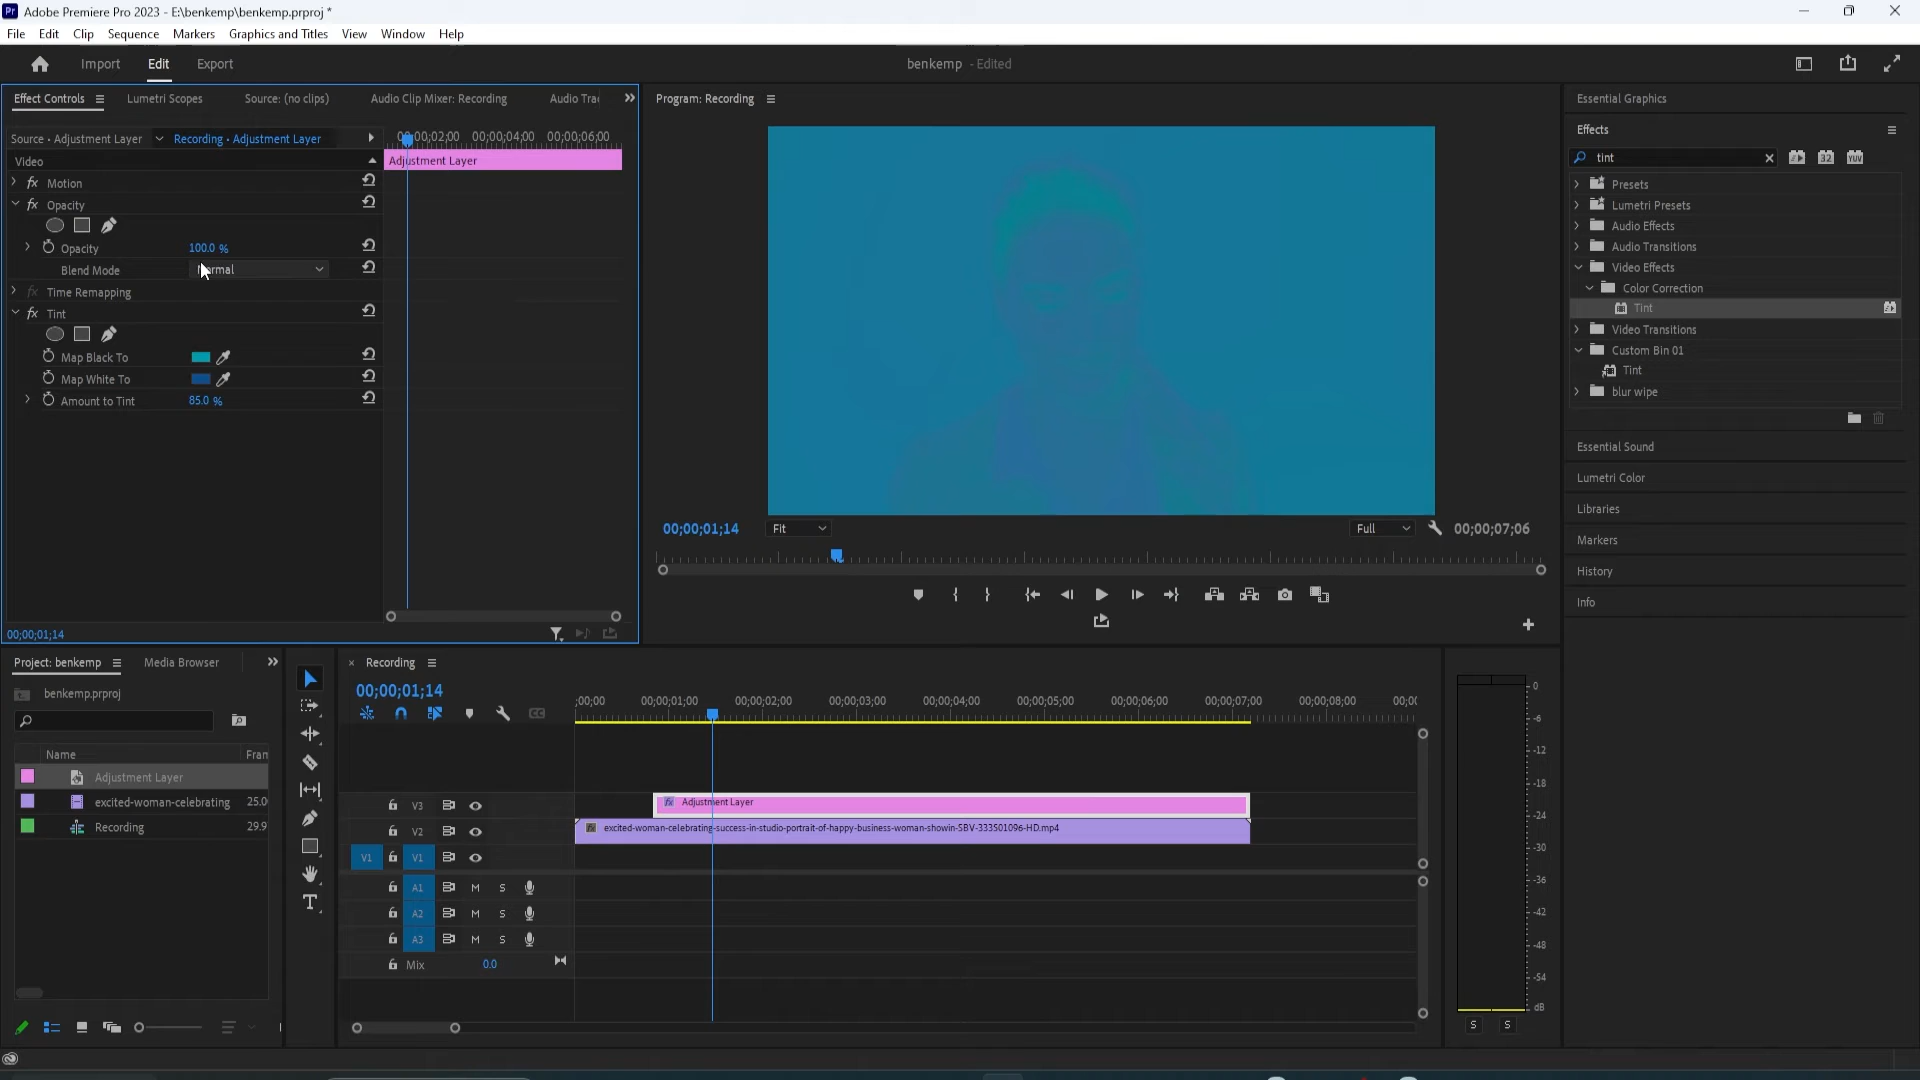 Pr Adobe Premiere Pro 2023 - E:\benkemp\benkemp.prproj *
File Edit Clip Sequence Markers Graphics and Titles View Window Help
Import Edit Export
benkemp - Edited
Effect Controls Lumetri Scopes Source: (no clips) Audio Clip Mixer: Recording Audio Tra
Source • Adjustment Layer Recording • Adjustment Layer
00;00;02;00 00;00;04;00 00;00;06;00
Video
Adjustment Layer
fx Motion
fx Opacity
Opacity 100.0 %
Blend Mode
fx Time Remapping
fx Tint
Map Black To
Map White To
Amount to Tint 85.0 %
00;00;01;14
Program: Recording
00;00;01;14 Fit Full 00;00;07;06
Essential Graphics
Effects
tint
32 YUV
Presets
Lumetri Presets
Audio Effects
Audio Transitions
Video Effects
Color Correction
Tint
Video Transitions
Custom Bin 01
Tint
blur wipe
Essential Sound
Lumetri Color
Libraries
Markers
History
Info
Project: benkemp Media Browser
benkemp.prproj
Name Fran
Adjustment Layer
excited-woman-celebrating 25.0
Recording 29.9
T
Recording
00;00;01;14
;00;00 00;00;01;00 00;00;02;00 00;00;03;00 00;00;04;00 00;00;05;00 00;00;06;00 00;00;07;00 00;00;08;00 00;0
V3
fx Adjustment Layer
V2
fx excited-woman-celebrating-success-in-studio-portrait-of-happy-business-woman-showin-SBV-333501096-HD.mp4
V1 V1
A1 M S
A2 M S
A3 M S
Mix 0.0
0
-6
-12
-18
-24
-30
-36
-42
-48
-54
dB
S S